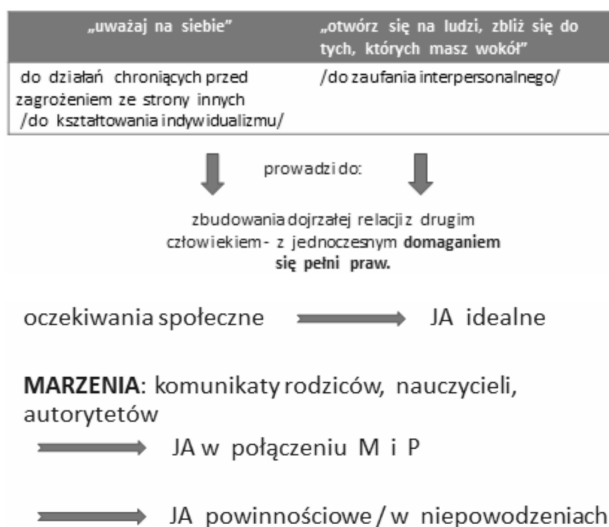 „uważaj na siebie”
„otwórz się na ludzi, zbliż się do
tych, których masz wokół”
do działań chroniących przed
zagrożeniem ze strony innych
/do kształtowania indywidualizmu/
/do zaufania interpersonalnego/
prowadzi do:
zbudowania dojrzałej relacji z drugim
człowiekiem - z jednoczesnym domaganiem
się pełni praw.
oczekiwania społeczne JA idealne
MARZENIA: komunikaty rodziców, nauczycieli,
autorytetów
JA w połączeniu M i P
JA powinnościowe / w niepowodzeniach